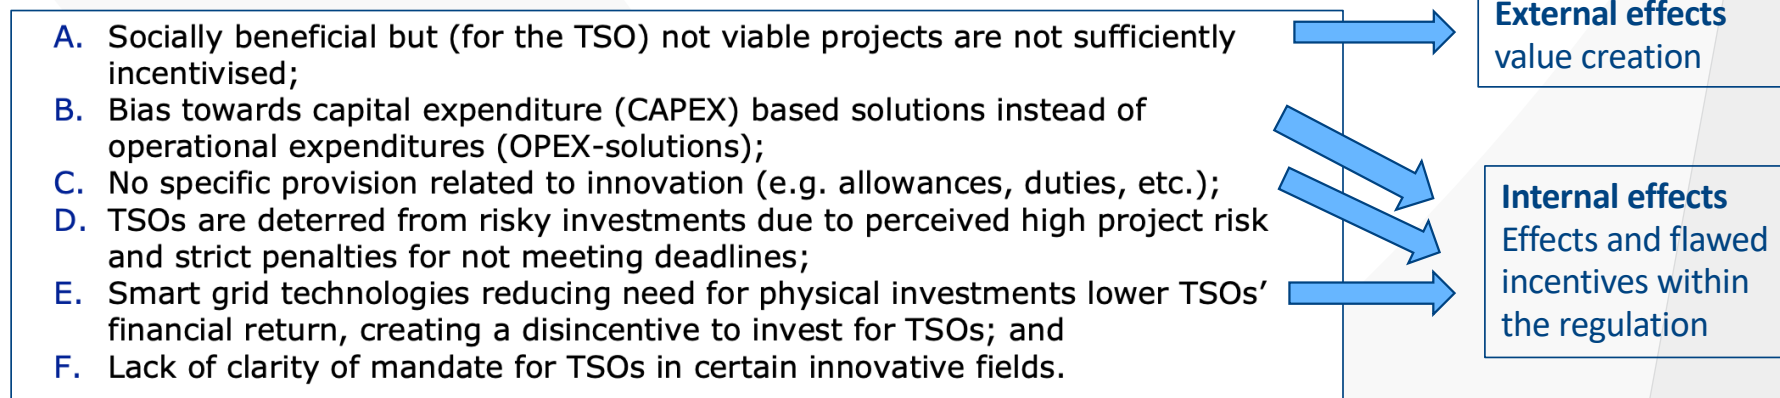 A. Socially beneficial but (for the TSO) not viable projects are not sufficiently
incentivised;
B. Bias towards capital expenditure (CAPEX) based solutions instead of
operational expenditures (OPEX-solutions);
C. No specific provision related to innovation (e.g. allowances, duties, etc.);
D. TSOs are deterred from risky investments due to perceived high project risk
and strict penalties for not meeting deadlines;
E. Smart grid technologies reducing need for physical investments lower TSOs’
financial return, creating a disincentive to invest for TSOs; and
F. Lack of clarity of mandate for TSOs in certain innovative fields.
External effects
value creation
Internal effects
Effects and flawed
incentives within
the regulation